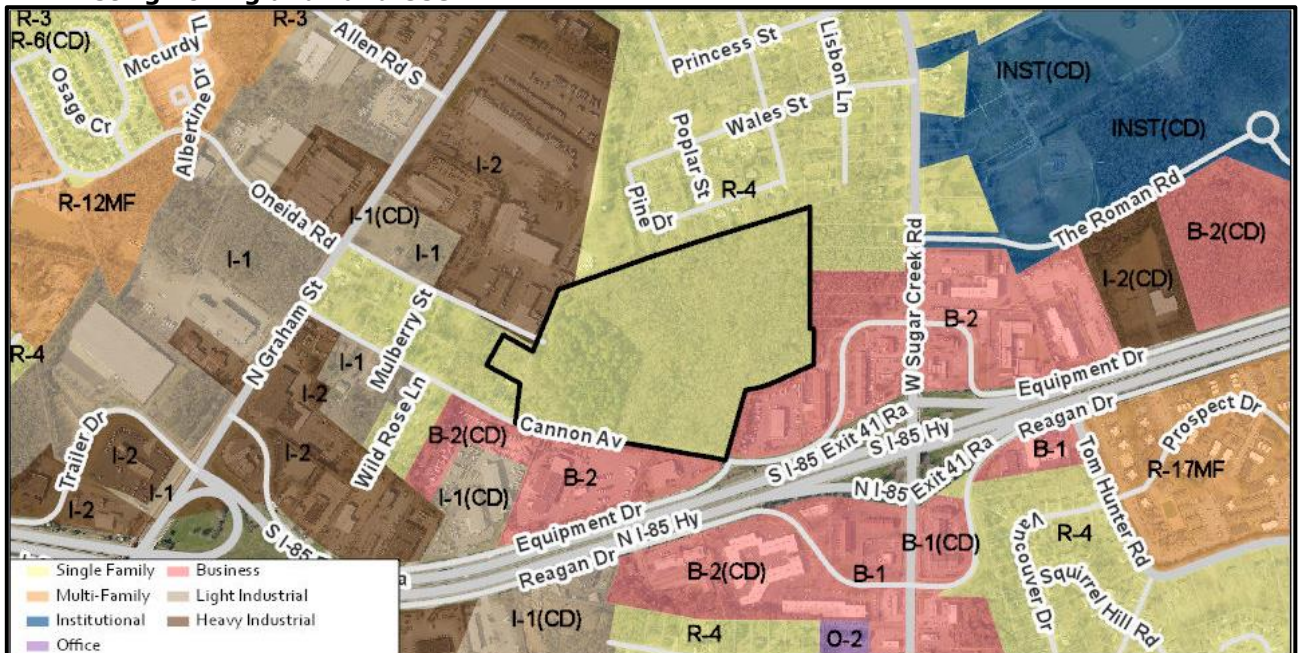 R-3
R-6(CD)
Mccurdy Tl
R-3
Allen Rd S
Princess St
Lisbon Ln
INST(CD)
Osage Cr
Albertine Dr
Wales St
Poplar St
INST(CD)
Pine Dr
R-4
I-2
R-12MF
Oneida Rd
I-1(CD)
I-1
I-1
W Sugar Creek Rd
The Roman Rd
B-2(CD)
I-2(CD)
B-2
N Graham St
Mulberry St
R-4
I-1
I-2
Wild Rose Ln
Equipment Dr
Reagan Dr
Trailer Dr
Cannon Av
B-2(CD)
S I-85 Exit 41 Ra
S I-85 Hy
B-1
Prospect Dr
I-2
I-2
B-2
N I-85 Exit 41 Ra
Tom Hunter Rd
R-17MF
I-1
I-2
I-1(CD)
Equipment Dr
N I-85 Hy
R-4
Vancouver Dr
S I-85
Reagan Dr
B-2(CD)
B-1
B-1(CD)
Squirrel Hill Rd
I-1(CD)
R-4
O-2
Single Family
Business
Multi-Family
Light Industrial
Institutional
Heavy Industrial
Office